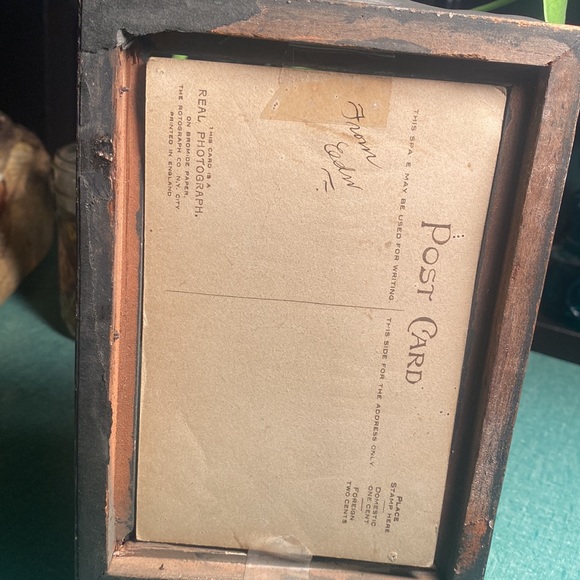 POST CARD
THIS SPACE MAY BE USED FOR WRITING.
THIS SIDE FOR THE ADDRESS ONLY.
From
PLACE
STAMP HERE
DOMESTIC
ONE CENT
FOREIGN
TWO CENTS
THIS CARD IS A
REAL PHOTOGRAPH,
ON BROMIDE PAPER.
THE ROTOGRAPH CO. N.Y. CITY
PRINTED IN ENGLAND